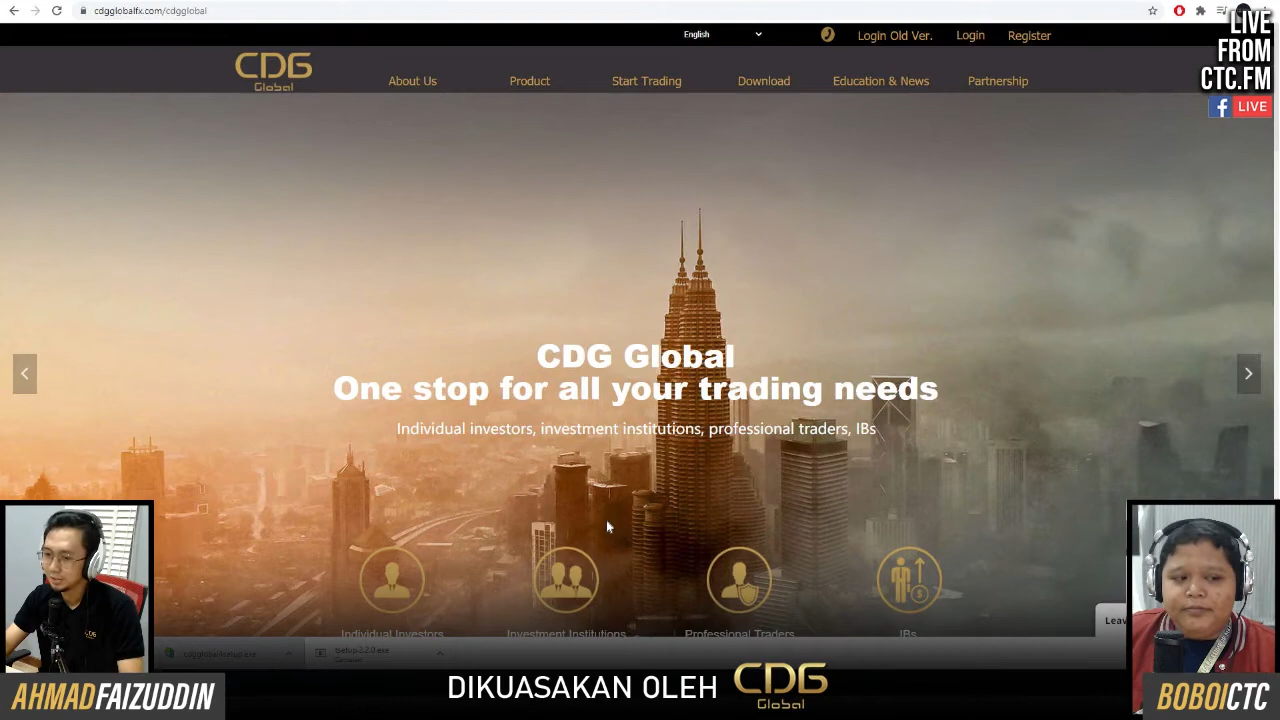 cdgglobalfx.com/cdgglobal
English
Login Old Ver.
Login
Register
LIVE
FROM
CTC.FM
f LIVE
CDG
Global
About Us
Product
Start Trading
Download
Education & News
Partnership
CDG Global
One stop for all your trading needs
Individual investors, investment institutions, professional traders, IBs
Individual Investors
Investment Institutions
Professional Traders
IBs
Leav
CDG
DIKUASAKAN OLEH
CDG
Global
AHMADFAIZUDDIN
BOBOICTC